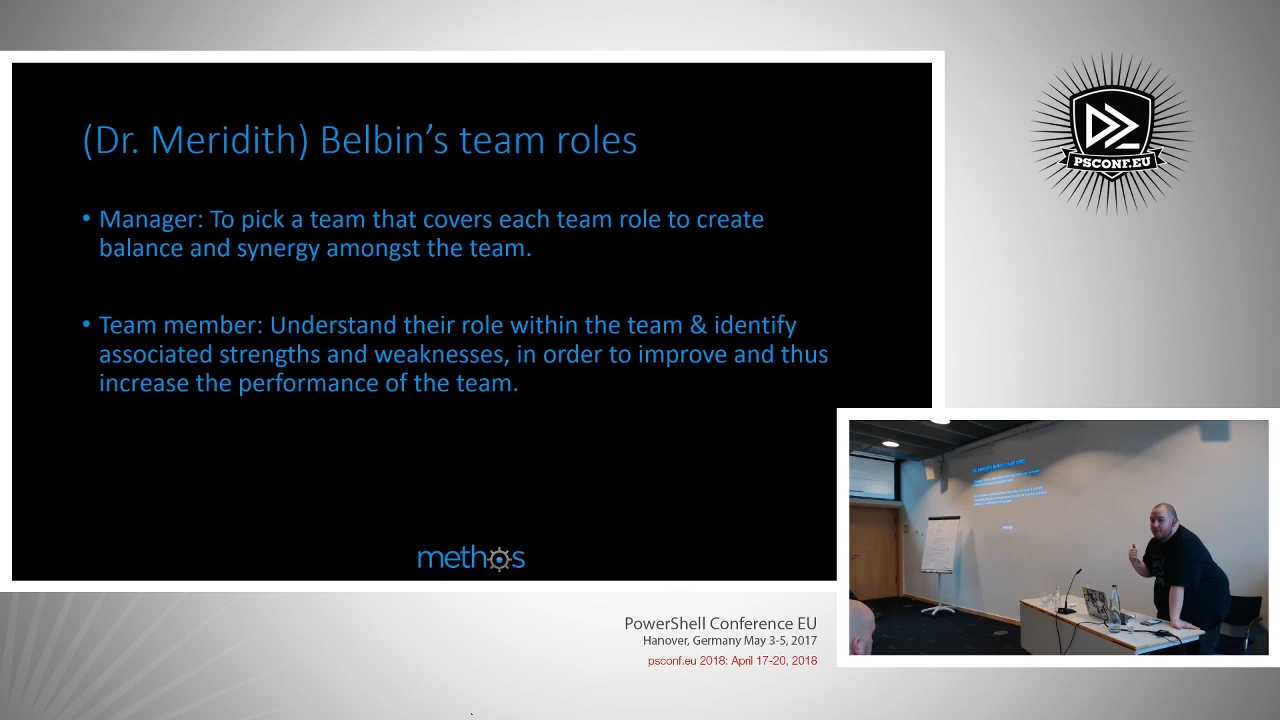 (Dr. Meridith) Belbin's team roles
• Manager: To pick a team that covers each team role to create
balance and synergy amongst the team.
• Team member: Understand their role within the team & identify
associated strengths and weaknesses, in order to improve and thus
increase the performance of the team.
methos
PSCONF.EU
PowerShell Conference EU
Hanover, Germany May 3-5, 2017
psconf.eu 2018: April 17-20, 2018